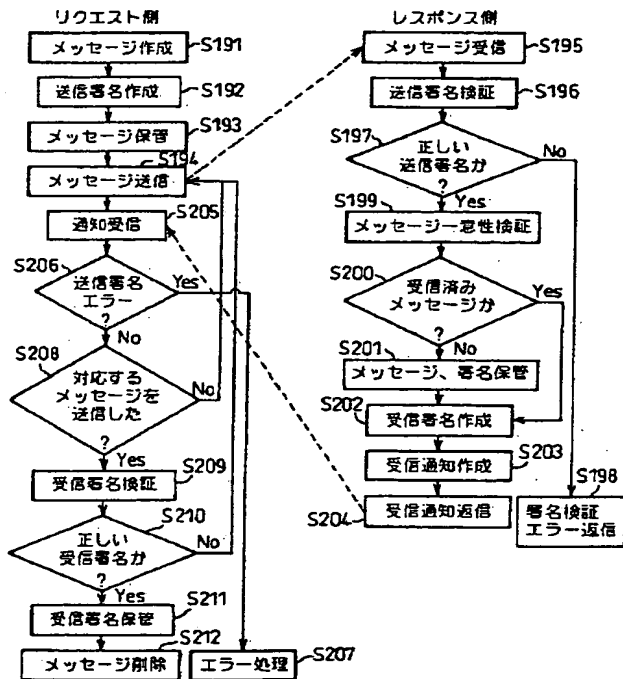 リクエスト側
メッセージ作成
S191
送信署名作成
S192
メッセージ保管
S193
S194
メッセージ送信
通知受信
S205
S206
送信署名
エラー
?
Yes
No
S208
対応する
メッセージを
送信した
?
No
Yes
S209
受信署名検証
S210
正しい
受信署名か
?
No
Yes
S211
受信署名保管
S212
メッセージ削除
エラー処理
S207
レスポンス側
メッセージ受信
S195
送信署名検証
S196
S197
正しい
送信署名か
?
No
Yes
S199
メッセージ一意性検証
S200
受信済み
メッセージか
?
Yes
No
S201
メッセージ、署名保管
S202
受信署名作成
S203
受信通知作成
S204
受信通知返信
S198
署名検証
エラー返信